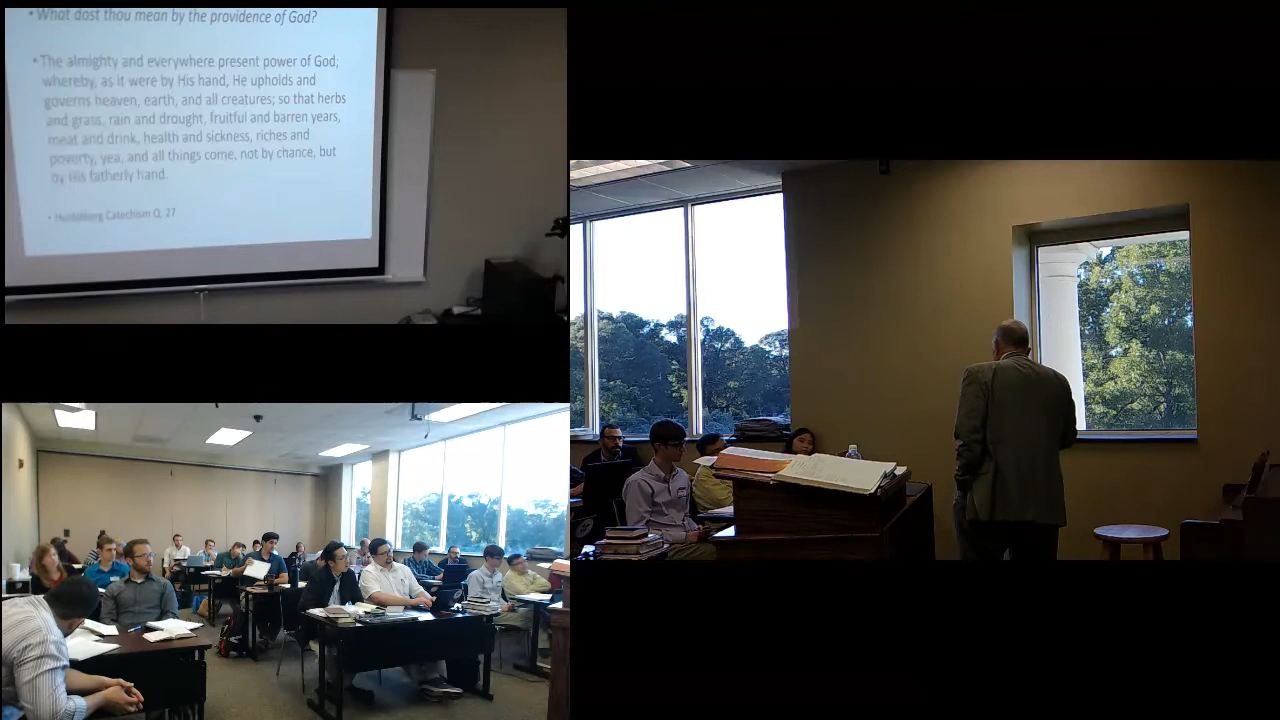 • What dost thou mean by the providence of God?
• The almighty and everywhere present power of God;
whereby, as it were by His hand, He upholds and
governs heaven, earth, and all creatures; so that herbs
and grass, rain and drought, fruitful and barren years,
meat and drink, health and sickness, riches and
poverty, yea, and all things come, not by chance, but
by His fatherly hand.
• Heidelberg Catechism Q. 27